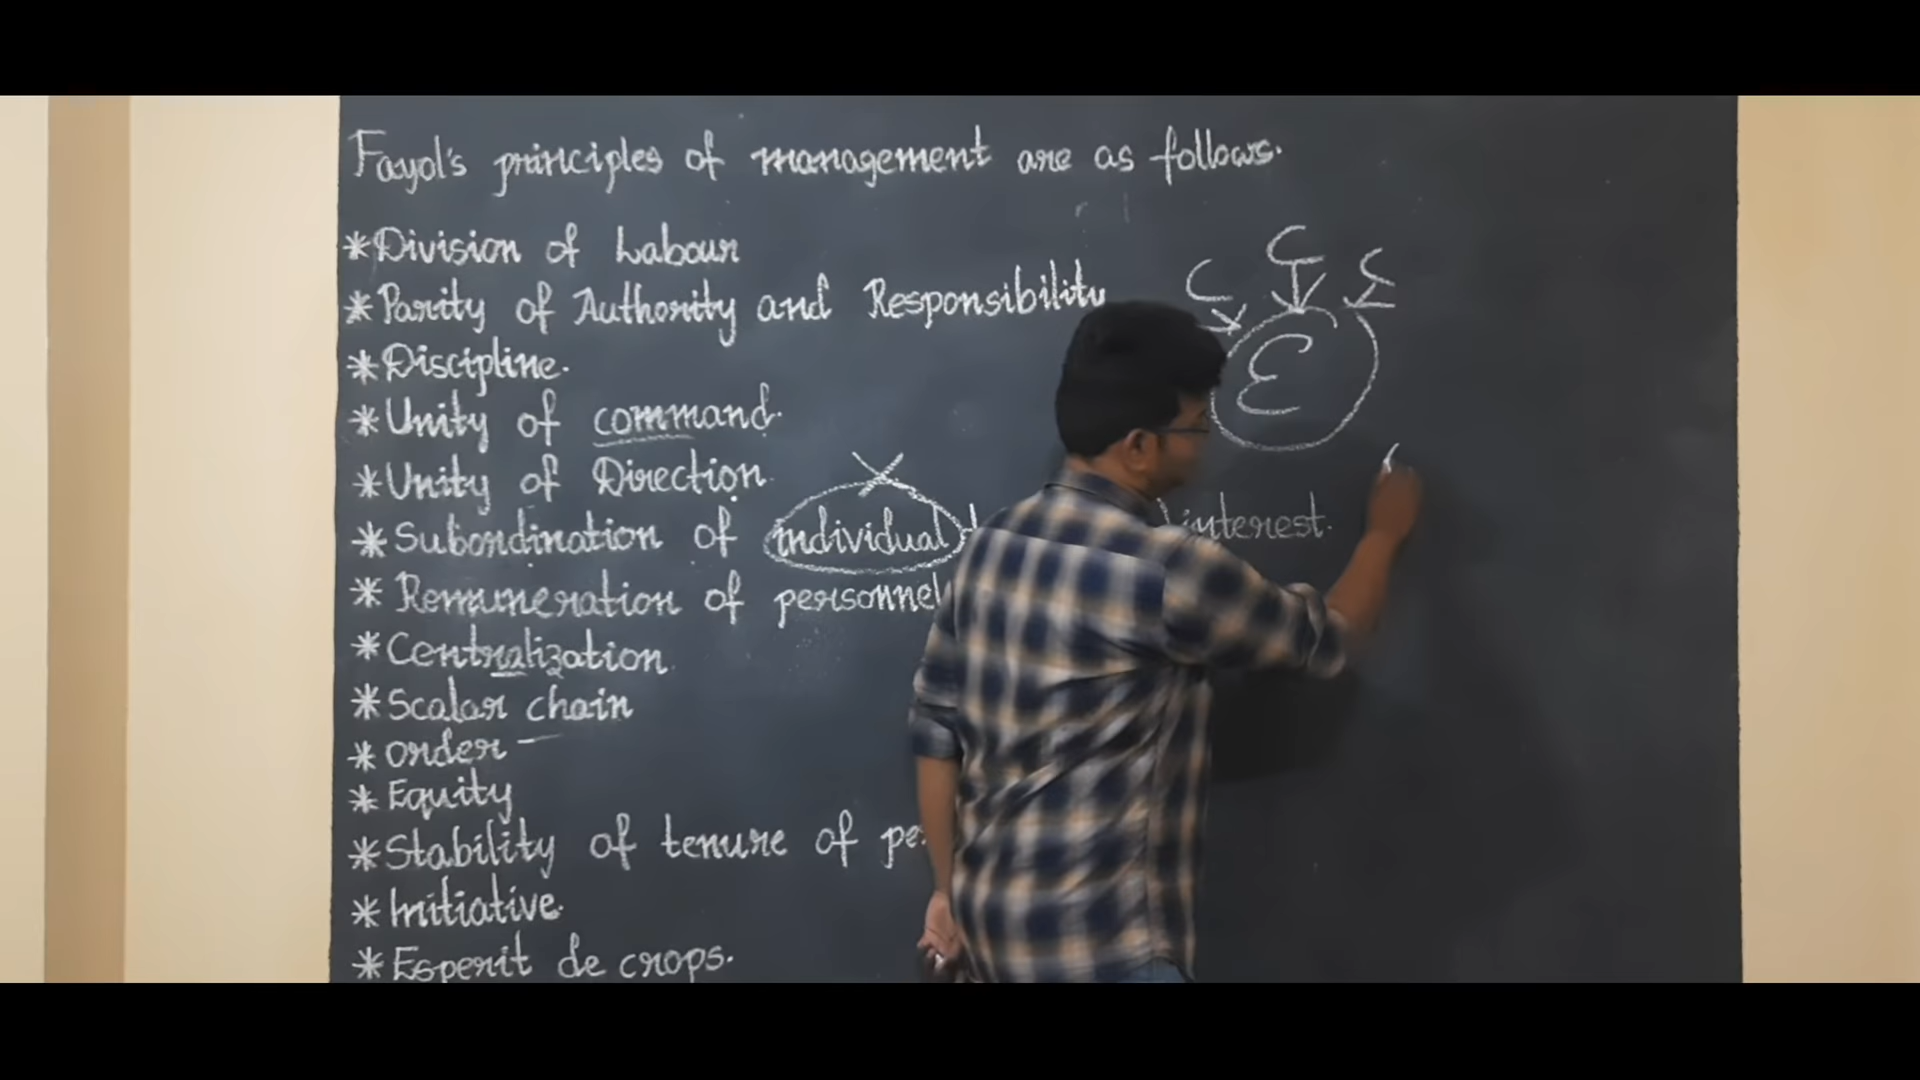 Fayol's principles of management are as follows.
*Division of Labour
*Parity of Authority and Responsibility
*Discipline.
*Unity of command.
*Unity of Direction.
*Subordination of individual interest.
*Remuneration of personnel
*Centralization.
*Scalar chain
*order
*Equity
*Stability of tenure of
*Initiative.
*Esperit de crops.
C C C
E